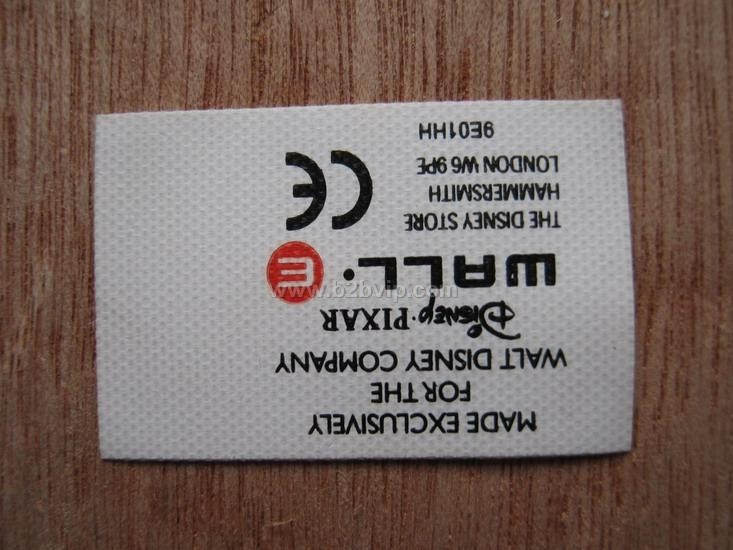 MADE EXCLUSIVELY
FOR THE
WALT DISNEY COMPANY
Disney·PIXAR
WALL·E
THE DISNEY STORE
HAMMERSMITH
LONDON W6 9PE
9E01HH
CE
www.b2bvip.com